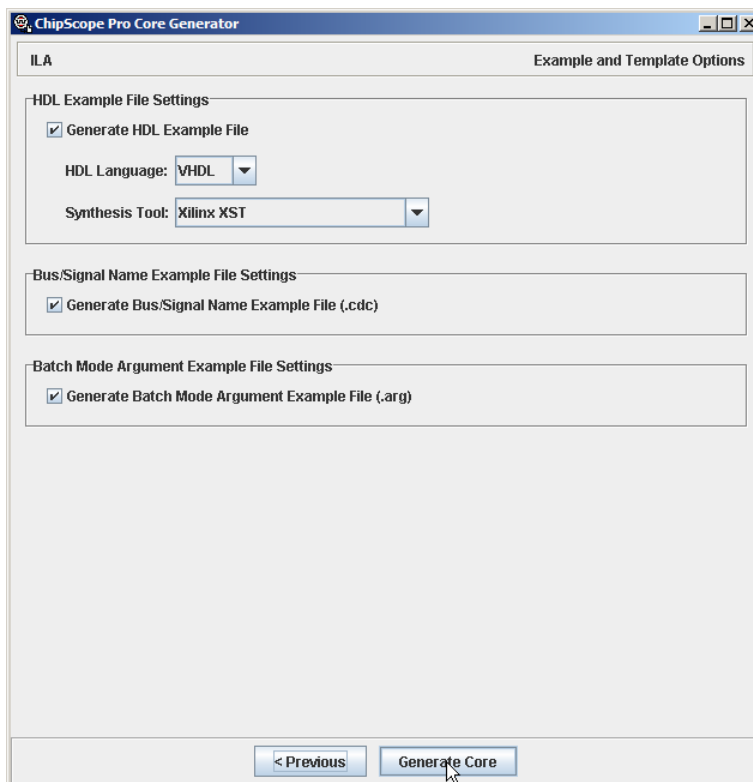 ChipScope Pro Core Generator
ILA Example and Template Options
HDL Example File Settings
Generate HDL Example File
HDL Language: VHDL
Synthesis Tool: Xilinx XST
Bus/Signal Name Example File Settings
Generate Bus/Signal Name Example File (.cdc)
Batch Mode Argument Example File Settings
Generate Batch Mode Argument Example File (.arg)
< Previous Generate Core